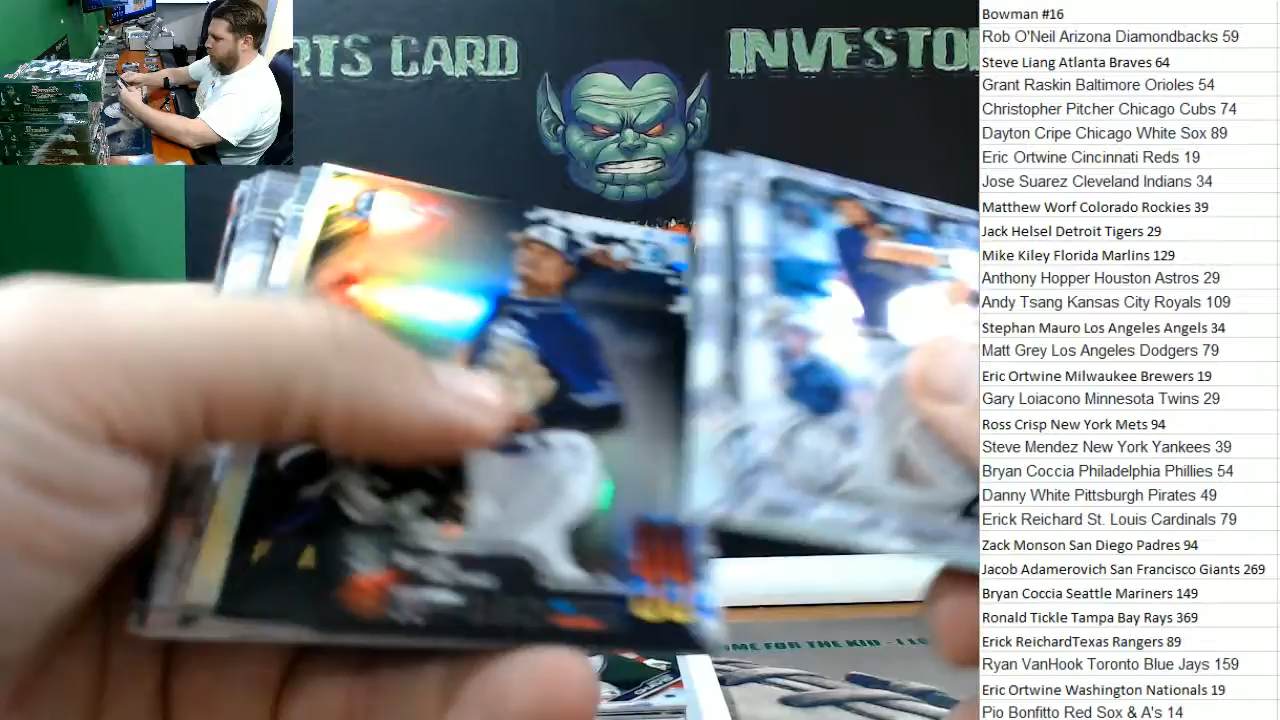 RTS CARD
INVESTO
OME FOR THE KID - I LO
Bowman #16
Rob O'Neil Arizona Diamondbacks 59
Steve Liang Atlanta Braves 64
Grant Raskin Baltimore Orioles 54
Christopher Pitcher Chicago Cubs 74
Dayton Cripe Chicago White Sox 89
Eric Ortwine Cincinnati Reds 19
Jose Suarez Cleveland Indians 34
Matthew Worf Colorado Rockies 39
Jack Helsel Detroit Tigers 29
Mike Kiley Florida Marlins 129
Anthony Hopper Houston Astros 29
Andy Tsang Kansas City Royals 109
Stephan Mauro Los Angeles Angels 34
Matt Grey Los Angeles Dodgers 79
Eric Ortwine Milwaukee Brewers 19
Gary Loiacono Minnesota Twins 29
Ross Crisp New York Mets 94
Steve Mendez New York Yankees 39
Bryan Coccia Philadelphia Phillies 54
Danny White Pittsburgh Pirates 49
Erick Reichard St. Louis Cardinals 79
Zack Monson San Diego Padres 94
Jacob Adamerovich San Francisco Giants 269
Bryan Coccia Seattle Mariners 149
Ronald Tickle Tampa Bay Rays 369
Erick ReichardTexas Rangers 89
Ryan VanHook Toronto Blue Jays 159
Eric Ortwine Washington Nationals 19
Pio Bonfitto Red Sox & A's 14